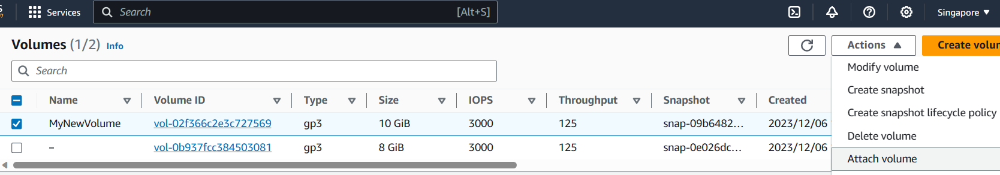 Services Search [Alt+S] Singapore
Volumes (1/2) Info Actions
Search
Modify volume
Create snapshot
Create snapshot lifecycle policy
Delete volume
Attach volume
Name Volume ID Type Size IOPS Throughput Snapshot Created
MyNewVolume vol-02f366c2e3c727569 gp3 10 GiB 3000 125 snap-09b6482... 2023/12/06
– vol-0b937fcc384503081 gp3 8 GiB 3000 125 snap-0e026dc... 2023/12/06
Create